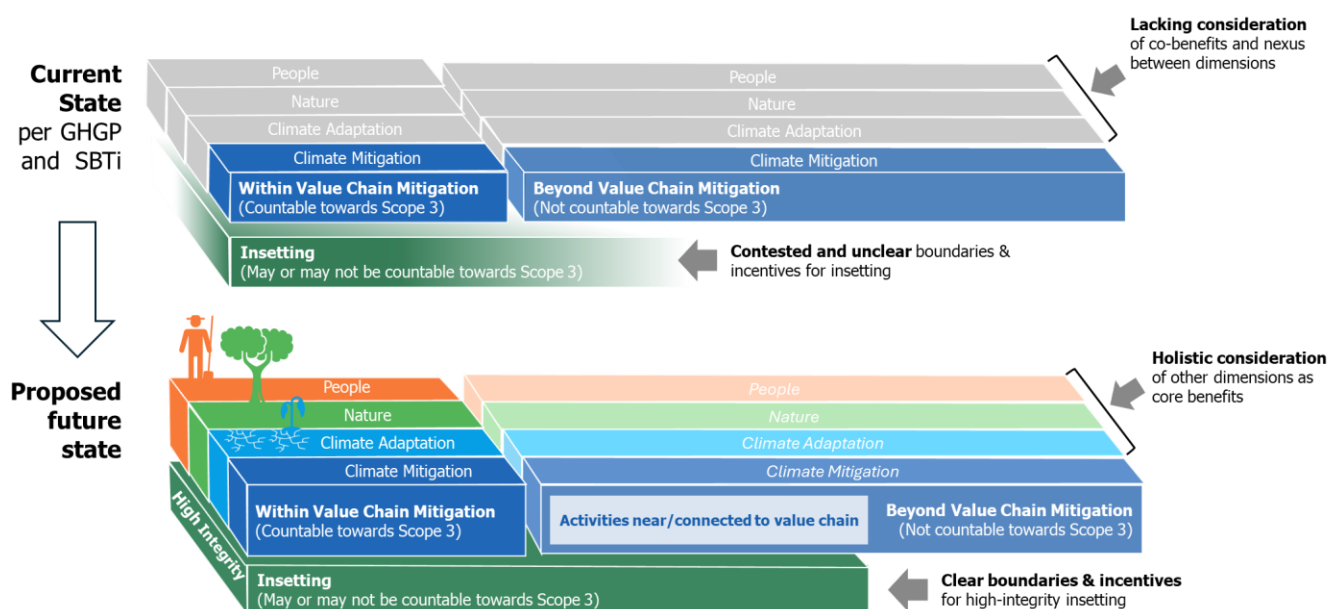 Lacking consideration
of co-benefits and nexus
between dimensions
Current
State
per GHGP
and SBTi
People
People
Nature
Nature
Climate Adaptation
Climate Adaptation
Climate Mitigation
Climate Mitigation
Within Value Chain Mitigation
(Countable towards Scope 3)
Beyond Value Chain Mitigation
(Not countable towards Scope 3)
Insetting
(May or may not be countable towards Scope 3)
Contested and unclear boundaries &
incentives for insetting
Proposed
future
state
Holistic consideration
of other dimensions as
core benefits
People
People
Nature
Nature
Climate Adaptation
Climate Adaptation
Climate Mitigation
Climate Mitigation
Within Value Chain Mitigation
(Countable towards Scope 3)
Activities near/connected to value chain
Beyond Value Chain Mitigation
(Not countable towards Scope 3)
High Integrity
Insetting
(May or may not be countable towards Scope 3)
Clear boundaries & incentives
for high-integrity insetting